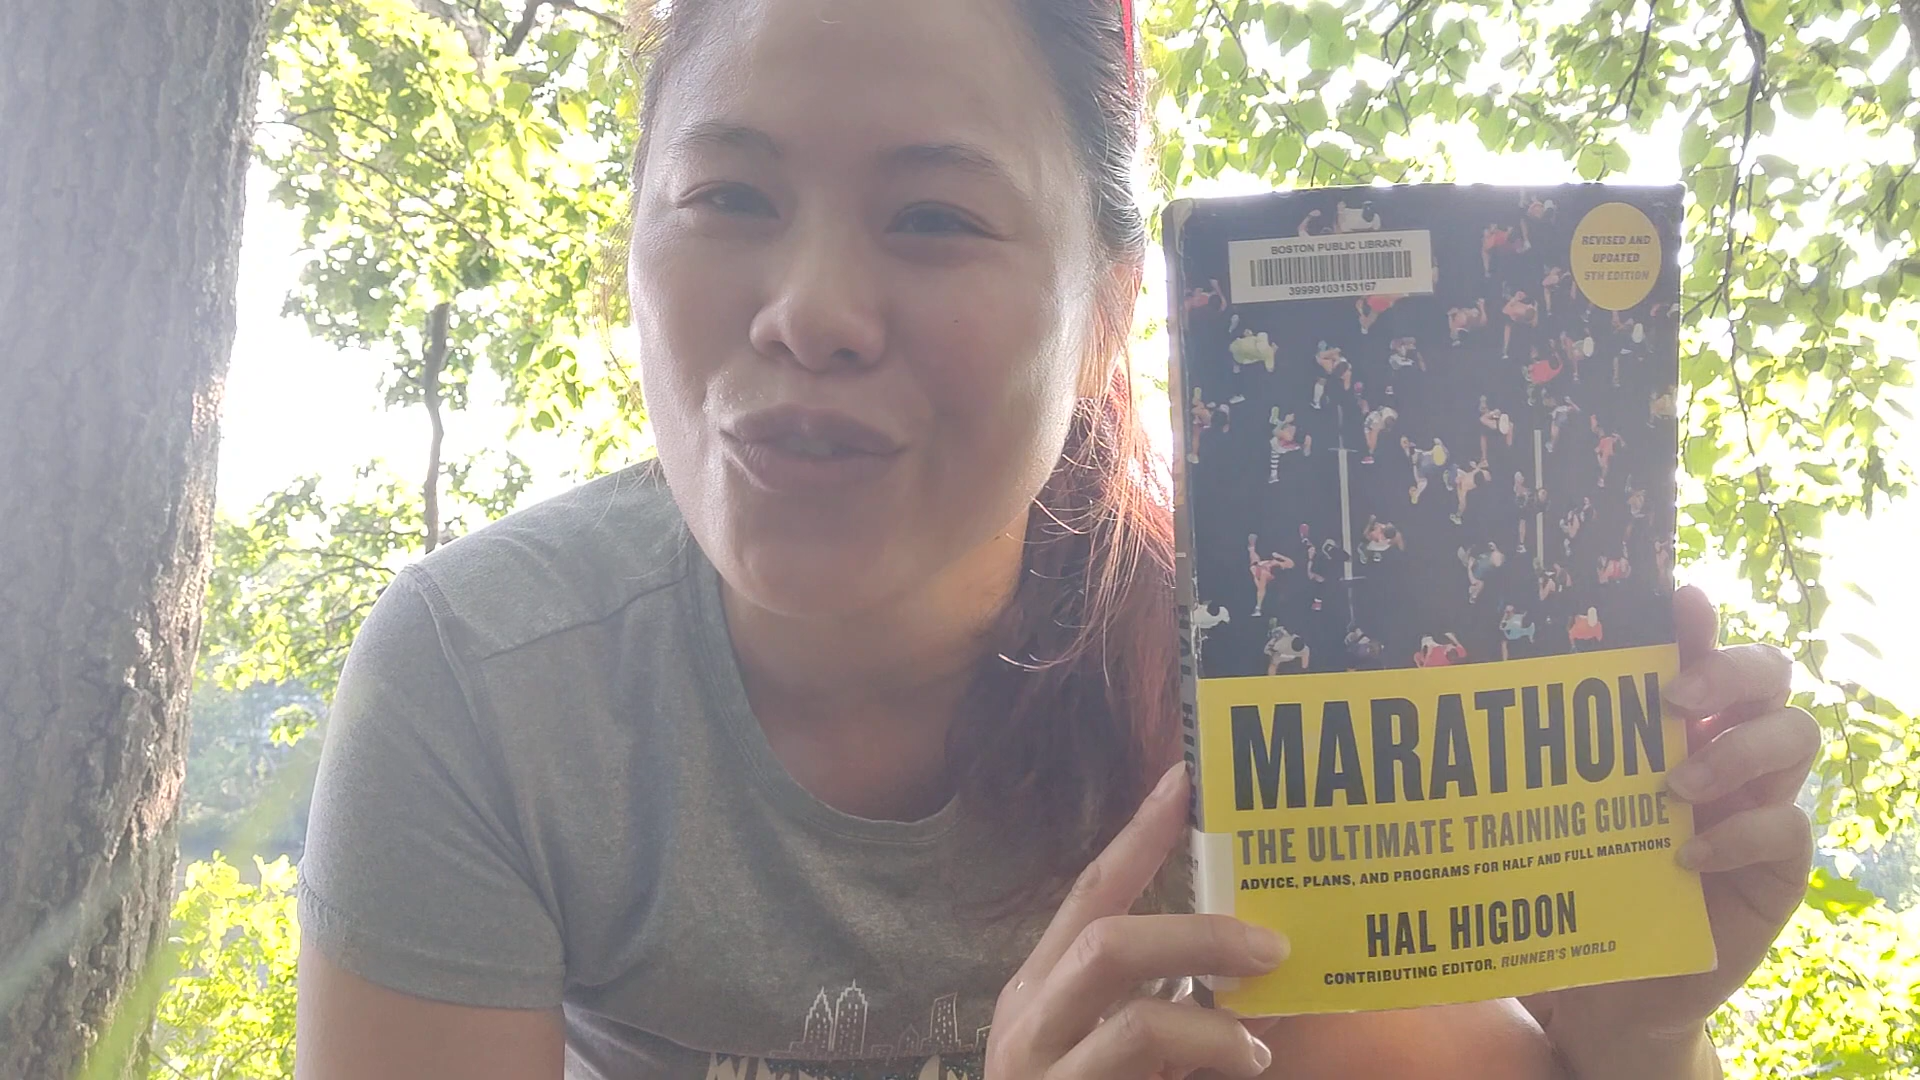 BOSTON PUBLIC LIBRARY
39999103153167
REVISED AND
UPDATED
5TH EDITION
MARATHON
THE ULTIMATE TRAINING GUIDE
ADVICE, PLANS, AND PROGRAMS FOR HALF AND FULL MARATHONS
HAL HIGDON
CONTRIBUTING EDITOR, RUNNER'S WORLD